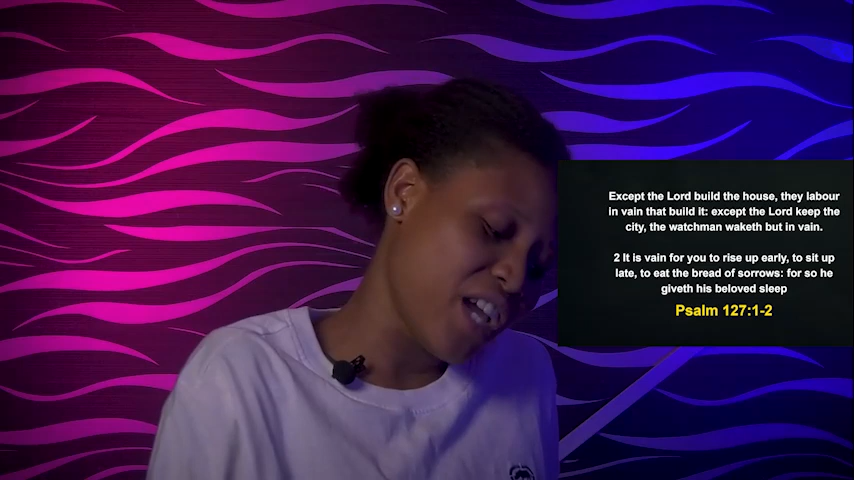 Except the Lord build the house, they labour
in vain that build it: except the Lord keep the
city, the watchman waketh but in vain.
2 It is vain for you to rise up early, to sit up
late, to eat the bread of sorrows: for so he
giveth his beloved sleep
Psalm 127:1-2